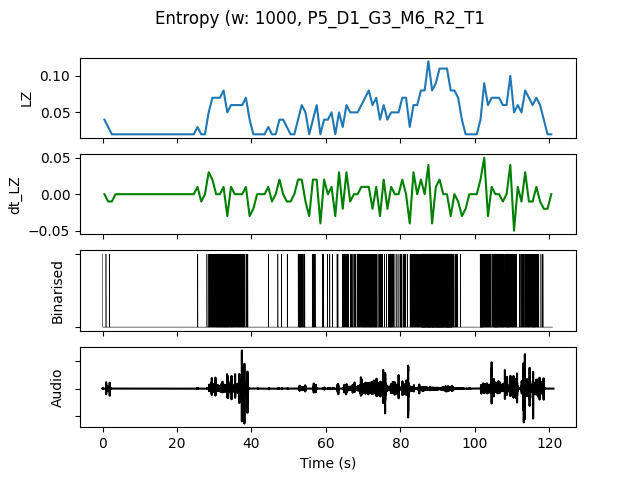 Entropy (w: 1000, P5_D1_G3_M6_R2_T1
0.10
0.05
LZ
0.05
0.00
−0.05
dt_LZ
Binarised
Audio
0 20 40 60 80 100 120
Time (s)